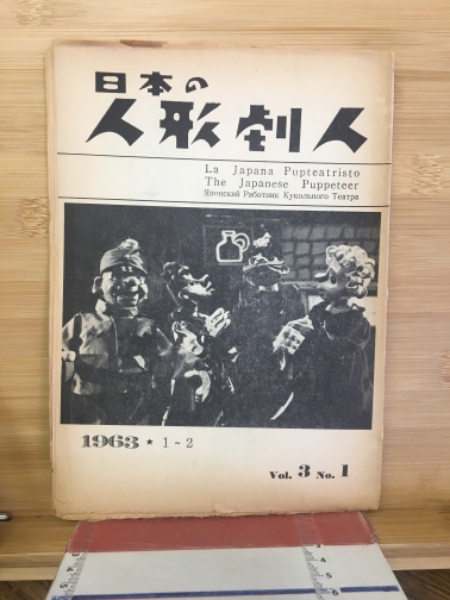 日本の
人形劇人
La Japana Pupteatristo
The Japanese Puppeteer
Японский Работник Кукольного Театра
1963 ★ 1~2
Vol. 3 No. 1